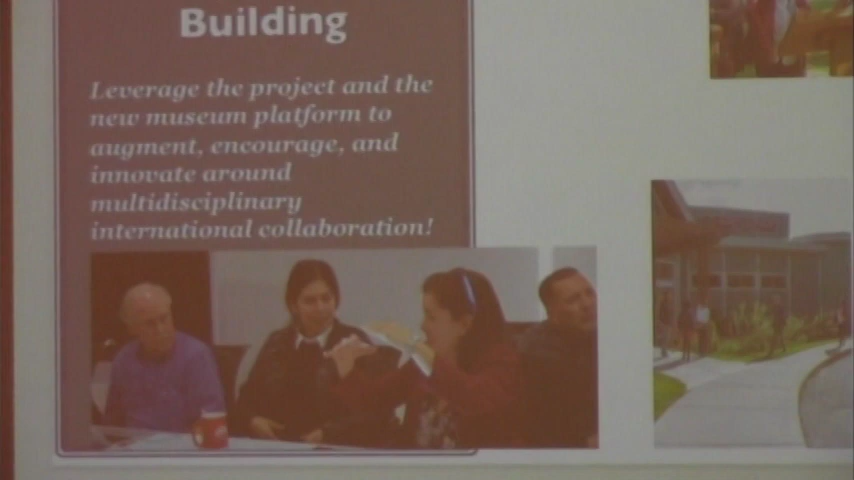 Building
Leverage the project and the
new museum platform to
augment, encourage, and
innovate around
multidisciplinary
international collaboration!